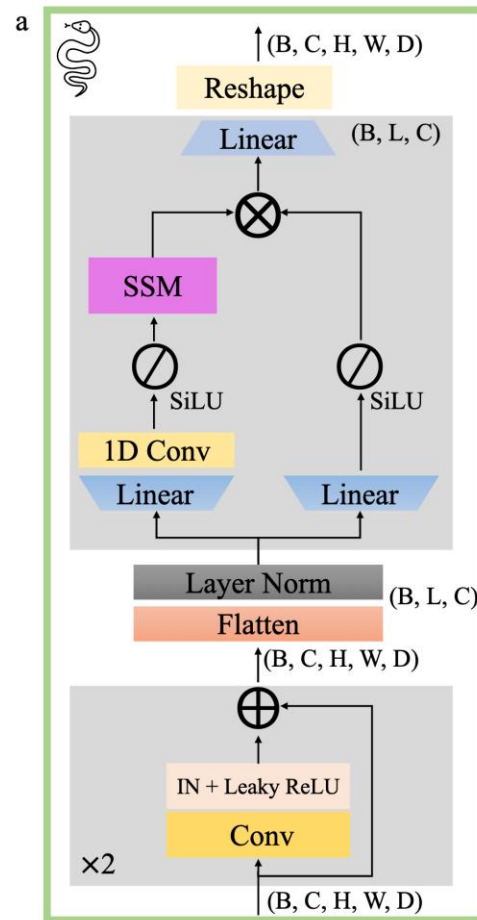 a
(B, C, H, W, D)
Reshape
Linear
(B, L, C)
SSM
SiLU
SiLU
1D Conv
Linear
Linear
Layer Norm
(B, L, C)
Flatten
(B, C, H, W, D)
IN + Leaky ReLU
Conv
×2
(B, C, H, W, D)